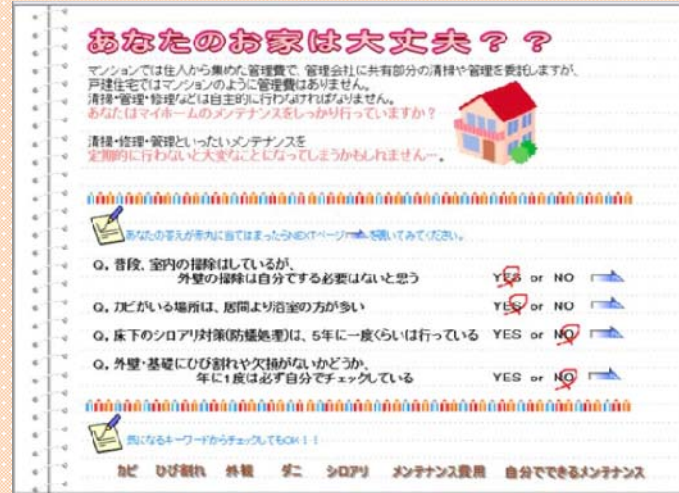 あなたのお家は大丈夫？？
マンションでは住人から集めた管理費で、管理会社に共有部分の清掃や管理を委託しますが、
戸建住宅ではマンションのように管理費はありません。
清掃・管理・修理などは自主的に行わなければなりません。
あなたはマイホームのメンテナンスをしっかり行っていますか？
清掃・修理・管理といったいメンテナンスを
定期的に行わないと大変なことになってしまうかもしれません…。
あなたの答えが赤丸に当てはまったらNEXTページ を覗いてみてください。
Q. 普段、室内の掃除はしているが、
外壁の掃除は自分でする必要はないと思う YES or NO
Q. カビがいる場所は、居間より浴室の方が多い YES or NO
Q. 床下のシロアリ対策(防蟻処理)は、5年に一度くらいは行っている YES or NO
Q. 外壁・基礎にひび割れや欠損がないかどうか、
年に1度は必ず自分でチェックしている YES or NO
気になるキーワードからチェックしてもOK！！
カビ ひび割れ 外観 ダニ シロアリ メンテナンス費用 自分でできるメンテナンス